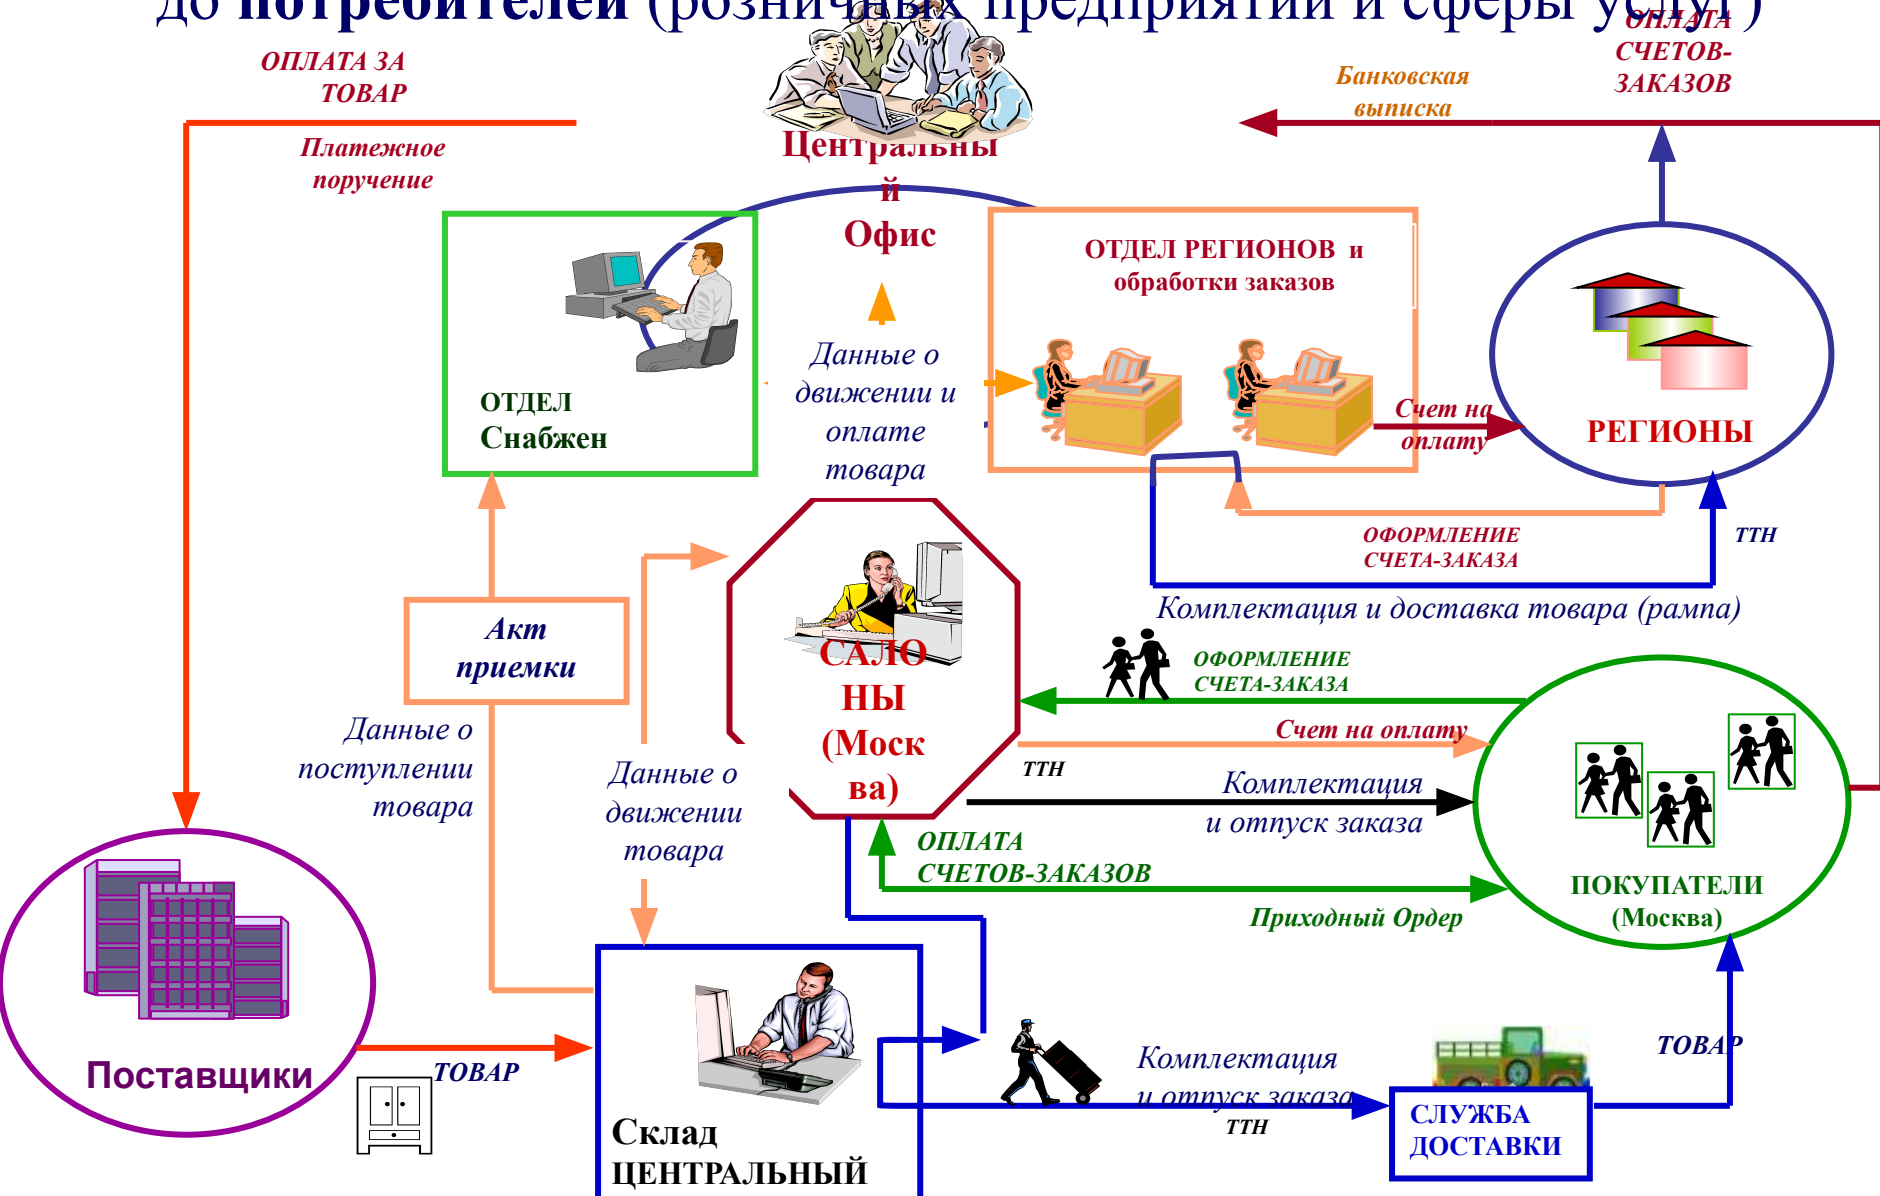 до потребителей (розничных предприятий и сферы услуг)
ОПЛАТА ЗА
ТОВАР
Платежное
поручение
Банковская
выписка
ОПЛАТА
СЧЕТОВ-
ЗАКАЗОВ
Центральны
й
Офис
ОТДЕЛ
Снабжен
Данные о
движении и
оплате
товара
ОТДЕЛ РЕГИОНОВ и
обработки заказов
Счет на
оплату
РЕГИОНЫ
ОФОРМЛЕНИЕ
СЧЕТА-ЗАКАЗА
ТТН
Комплектация и доставка товара (рампа)
Акт
приемки
Данные о
поступлении
товара
Данные о
движении
товара
САЛО
НЫ
(Моск
ва)
ОФОРМЛЕНИЕ
СЧЕТА-ЗАКАЗА
Счет на оплату
ТТН
Комплектация
и отпуск заказа
ОПЛАТА
СЧЕТОВ-ЗАКАЗОВ
Приходный Ордер
ПОКУПАТЕЛИ
(Москва)
Поставщики
ТОВАР
Склад
ЦЕНТРАЛЬНЫЙ
Комплектация
и отпуск заказа
ТТН
СЛУЖБА
ДОСТАВКИ
ТОВАР